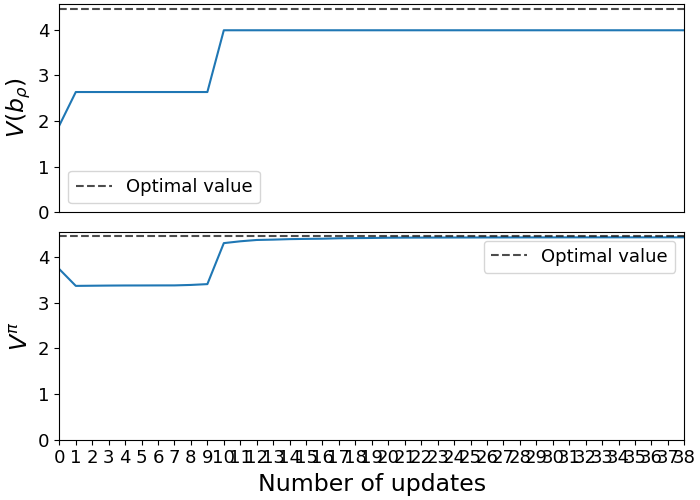 4
3
2
1
0
V(b_ρ)
Optimal value
4
3
2
1
0
V^π
Optimal value
0 1 2 3 4 5 6 7 8 9 10 11 12 13 14 15 16 17 18 19 20 21 22 23 24 25 26 27 28 29 30 31 32 33 34 35 36 37 38
Number of updates